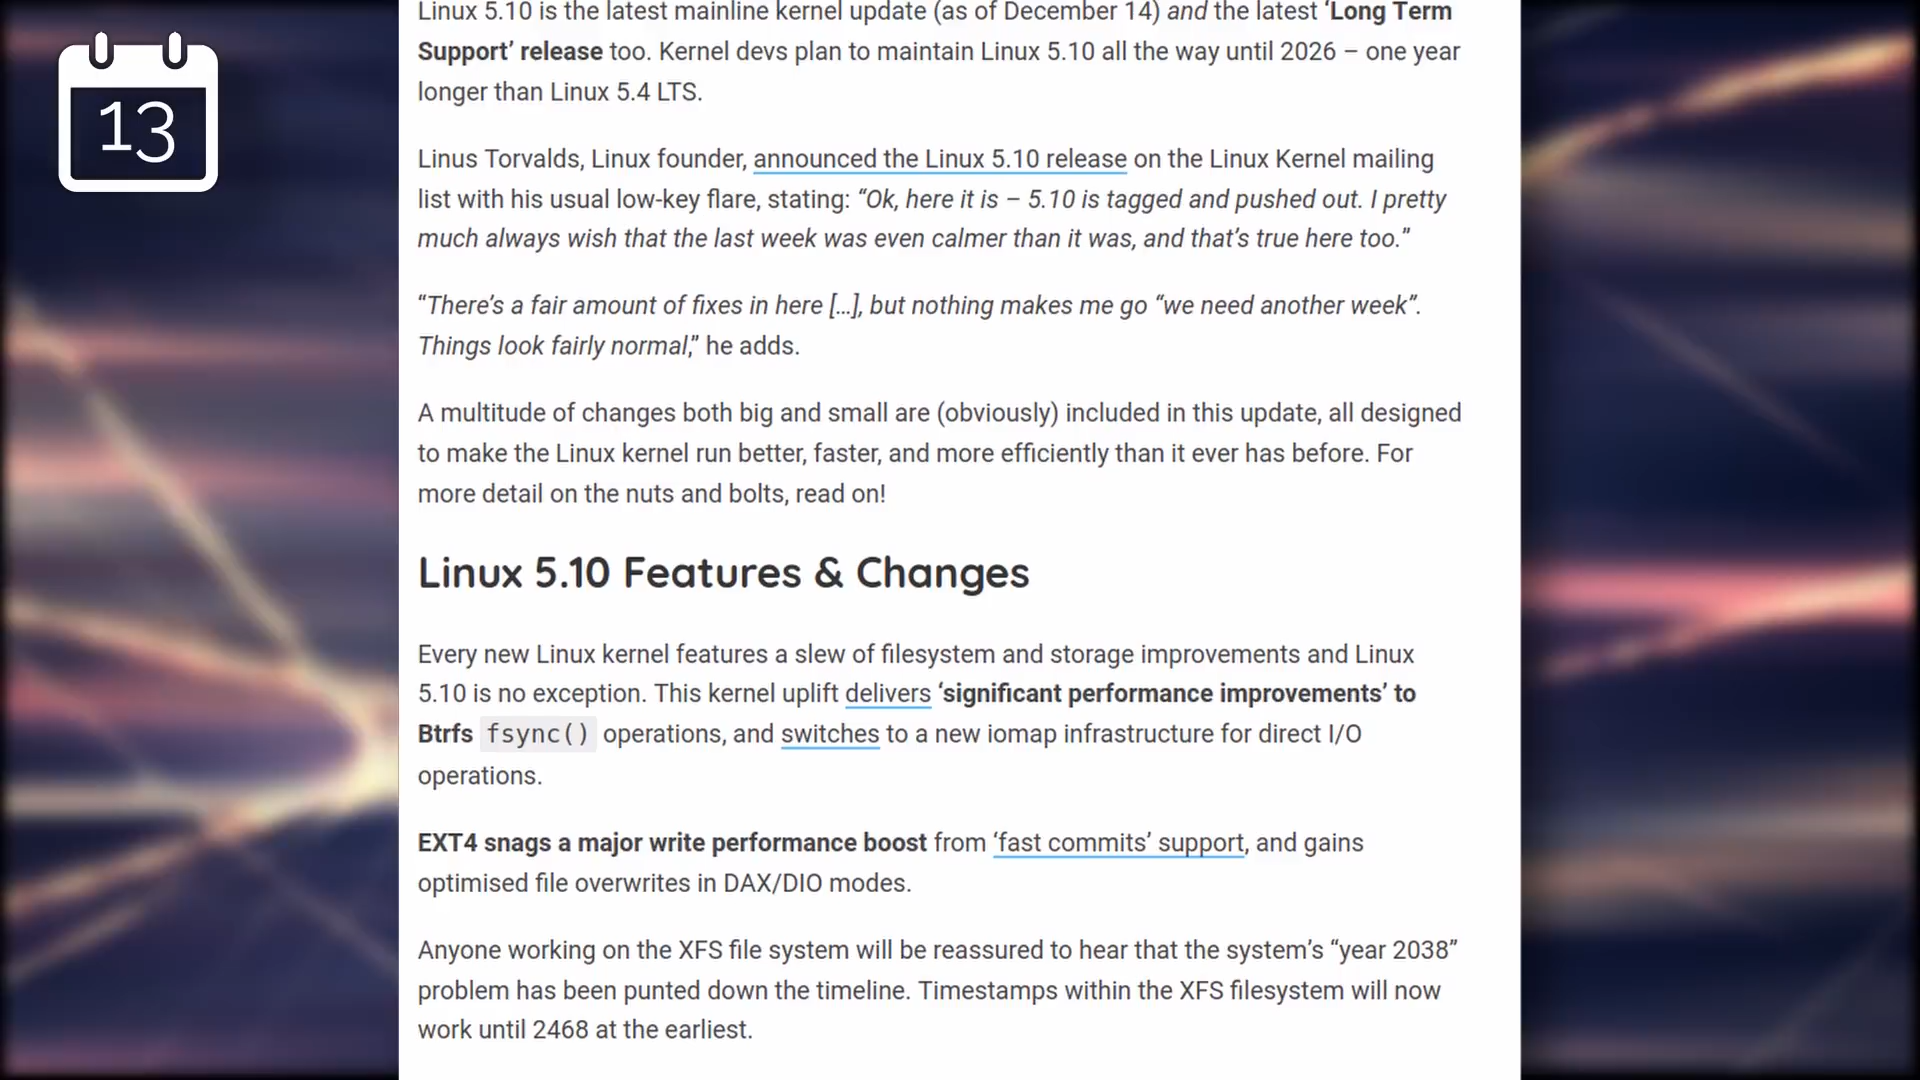 13
Linux 5.10 is the latest mainline kernel update (as of December 14) and the latest ‘Long Term
Support’ release too. Kernel devs plan to maintain Linux 5.10 all the way until 2026 – one year
longer than Linux 5.4 LTS.
Linus Torvalds, Linux founder, announced the Linux 5.10 release on the Linux Kernel mailing
list with his usual low-key flare, stating: “Ok, here it is – 5.10 is tagged and pushed out. I pretty
much always wish that the last week was even calmer than it was, and that’s true here too.”
“There’s a fair amount of fixes in here […], but nothing makes me go “we need another week”.
Things look fairly normal,” he adds.
A multitude of changes both big and small are (obviously) included in this update, all designed
to make the Linux kernel run better, faster, and more efficiently than it ever has before. For
more detail on the nuts and bolts, read on!
Linux 5.10 Features & Changes
Every new Linux kernel features a slew of filesystem and storage improvements and Linux
5.10 is no exception. This kernel uplift delivers ‘significant performance improvements’ to
Btrfs fsync() operations, and switches to a new iomap infrastructure for direct I/O
operations.
EXT4 snags a major write performance boost from ‘fast commits’ support, and gains
optimised file overwrites in DAX/DIO modes.
Anyone working on the XFS file system will be reassured to hear that the system’s “year 2038”
problem has been punted down the timeline. Timestamps within the XFS filesystem will now
work until 2468 at the earliest.